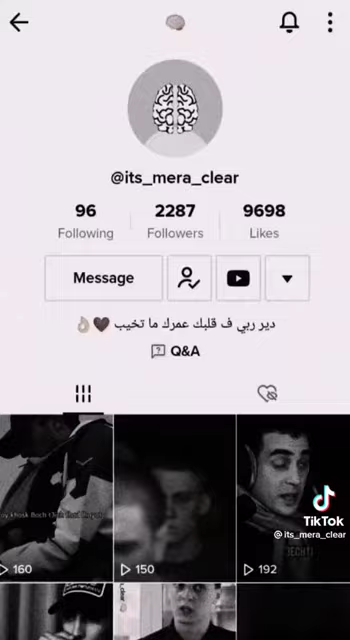 @its_mera_clear
96 2287 9698
Following Followers Likes
Message
دير ربي ف قلبك عمرك ما تخيب 🖤👌🏼
Q&A
160 150 192
TikTok
@its_mera_clear